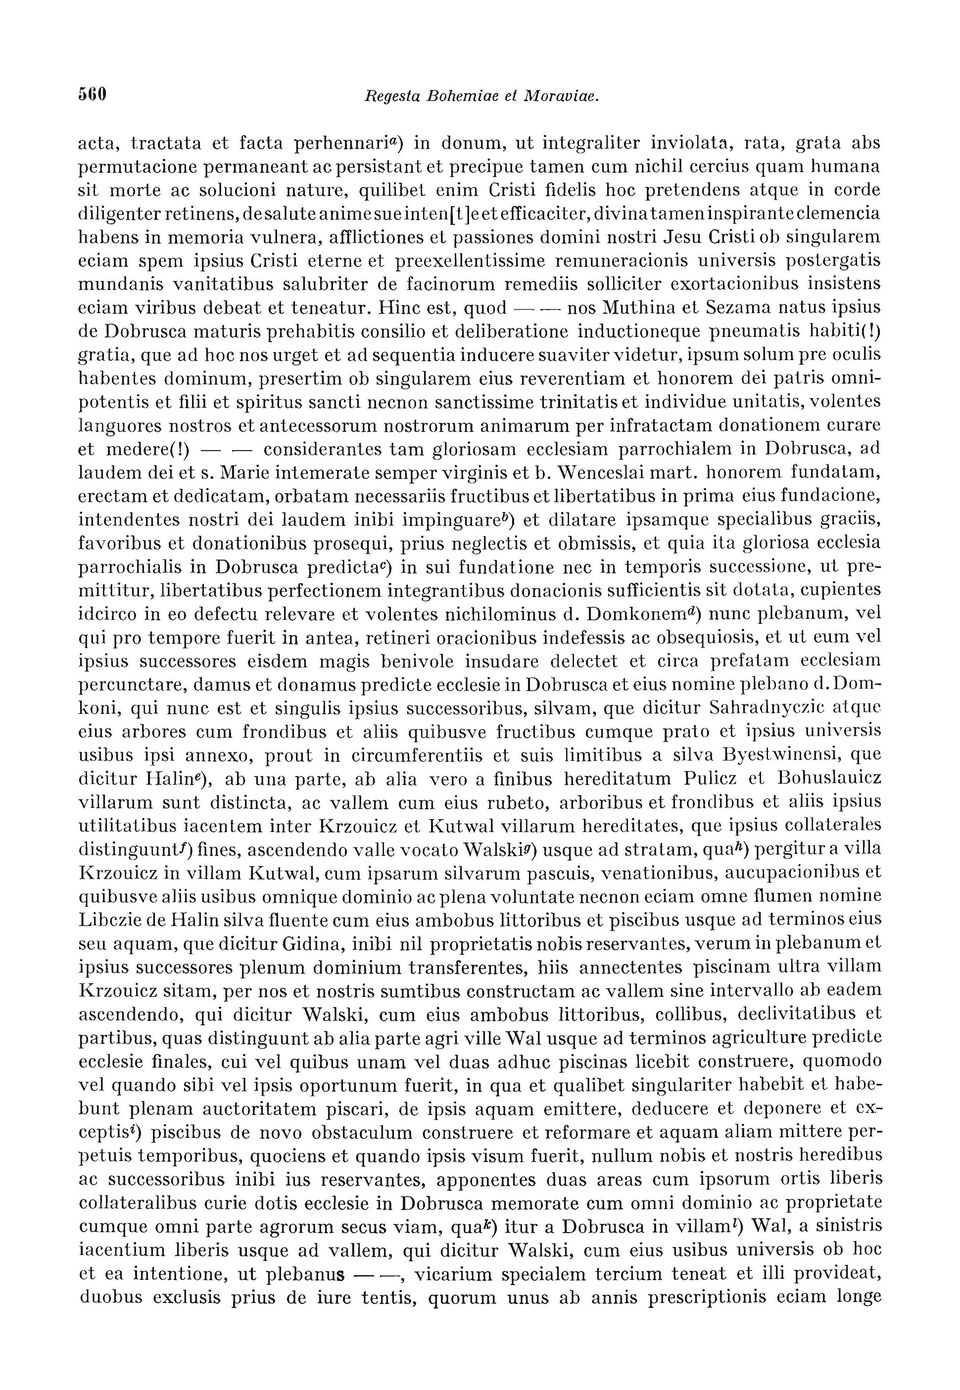 560 Regesta Bohemiae et Moraviae.
acta, tractata et facta perhennariᵃ) in donum, ut integraliter inviolata, rata, grata abs
permutacione permaneant ac persistant et precipue tamen cum nichil cercius quam humana
sit morte ac solucioni nature, quilibet enim Cristi fidelis hoc pretendens atque in corde
diligenter retinens, de salute anime sue inten[t]e et efficaciter, divina tamen inspirante clemencia
habens in memoria vulnera, afflictiones et passiones domini nostri Jesu Cristi ob singularem
eciam spem ipsius Cristi eterne et preexellentissime remuneracionis universis postergatis
mundanis vanitatibus salubriter de facinorum remediis solliciter exortacionibus insistens
eciam viribus debeat et teneatur. Hinc est, quod — — nos Muthina et Sezama natus ipsius
de Dobrusca maturis prehabitis consilio et deliberatione inductioneque pneumatis habiti(!)
gratia, que ad hoc nos urget et ad sequentia inducere suaviter videtur, ipsum solum pre oculis
habentes dominum, presertim ob singularem eius reverentiam et honorem dei patris omni-
potentis et filii et spiritus sancti necnon sanctissime trinitatis et individue unitatis, volentes
languores nostros et antecessorum nostrorum animarum per infratactam donationem curare
et medere(!) — — considerantes tam gloriosam ecclesiam parrochialem in Dobrusca, ad
laudem dei et s. Marie intemerate semper virginis et b. Wenceslai mart. honorem fundatam,
erectam et dedicatam, orbatam necessariis fructibus et libertatibus in prima eius fundacione,
intendentes nostri dei laudem inibi impinguareᵇ) et dilatare ipsamque specialibus graciis,
favoribus et donationibus prosequi, prius neglectis et obmissis, et quia ita gloriosa ecclesia
parrochialis in Dobrusca predictaᶜ) in sui fundatione nec in temporis successione, ut pre-
mittitur, libertatibus perfectionem integrantibus donacionis sufficientis sit dotata, cupientes
idcirco in eo defectu relevare et volentes nichilominus d. Domkonemᵈ) nunc plebanum, vel
qui pro tempore fuerit in antea, retineri oracionibus indefessis ac obsequiosis, et ut eum vel
ipsius successores eisdem magis benivole insudare delectet et circa prefatam ecclesiam
percunctare, damus et donamus predicte ecclesie in Dobrusca et eius nomine plebano d. Dom-
koni, qui nunc est et singulis ipsius successoribus, silvam, que dicitur Sahradnyczic atque
eius arbores cum frondibus et aliis quibusve fructibus cumque prato et ipsius universis
usibus ipsi annexo, prout in circumferentiis et suis limitibus a silva Byestwinensi, que
dicitur Halinᵉ), ab una parte, ab alia vero a finibus hereditatum Pulicz et Bohuslauicz
villarum sunt distincta, ac vallem cum eius rubeto, arboribus et frondibus et aliis ipsius
utilitatibus iacentem inter Krzouicz et Kutwal villarum hereditates, que ipsius collaterales
distinguuntᶠ) fines, ascendendo valle vocato Walskiᵍ) usque ad stratam, quaʰ) pergitur a villa
Krzouicz in villam Kutwal, cum ipsarum silvarum pascuis, venationibus, aucupacionibus et
quibusve aliis usibus omnique dominio ac plena voluntate necnon eciam omne flumen nomine
Libczie de Halin silva fluente cum eius ambobus littoribus et piscibus usque ad terminos eius
seu aquam, que dicitur Gidina, inibi nil proprietatis nobis reservantes, verum in plebanum et
ipsius successores plenum dominium transferentes, hiis annectentes piscinam ultra villam
Krzouicz sitam, per nos et nostris sumtibus constructam ac vallem sine intervallo ab eadem
ascendendo, qui dicitur Walski, cum eius ambobus littoribus, collibus, declivitatibus et
partibus, quas distinguunt ab alia parte agri ville Wal usque ad terminos agriculture predicte
ecclesie finales, cui vel quibus unam vel duas adhuc piscinas licebit construere, quomodo
vel quando sibi vel ipsis oportunum fuerit, in qua et qualibet singulariter habebit et habe-
bunt plenam auctoritatem piscari, de ipsis aquam emittere, deducere et deponere et ex-
ceptisⁱ) piscibus de novo obstaculum construere et reformare et aquam aliam mittere per-
petuis temporibus, quociens et quando ipsis visum fuerit, nullum nobis et nostris heredibus
ac successoribus inibi ius reservantes, apponentes duas areas cum ipsorum ortis liberis
collateralibus curie dotis ecclesie in Dobrusca memorate cum omni dominio ac proprietate
cumque omni parte agrorum secus viam, quaᵏ) itur a Dobrusca in villamˡ) Wal, a sinistris
iacentium liberis usque ad vallem, qui dicitur Walski, cum eius usibus universis ob hoc
et ea intentione, ut plebanus — —, vicarium specialem tercium teneat et illi provideat,
duobus exclusis prius de iure tentis, quorum unus ab annis prescriptionis eciam longe